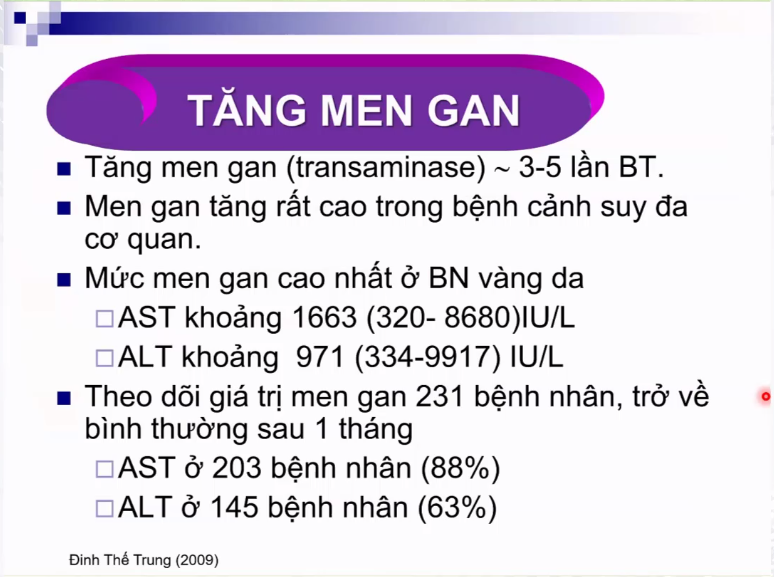 TĂNG MEN GAN
Tăng men gan (transaminase) ~ 3-5 lần BT.
Men gan tăng rất cao trong bệnh cảnh suy đa
cơ quan.
Mức men gan cao nhất ở BN vàng da
AST khoảng 1663 (320- 8680)IU/L
ALT khoảng 971 (334-9917) IU/L
Theo dõi giá trị men gan 231 bệnh nhân, trở về
bình thường sau 1 tháng
AST ở 203 bệnh nhân (88%)
ALT ở 145 bệnh nhân (63%)
Đinh Thế Trung (2009)